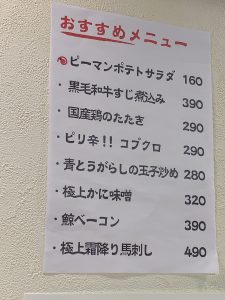 おすすめメニュー
ピーマンポテトサラダ 160
・黒毛和牛すじ煮込み 390
・国産鶏のたたき 290
・ピリ辛!! コブクロ 290
・青とうがらしの玉子炒め 280
・極上かに味噌 320
・鯨ベーコン 390
・極上霜降り馬刺し 490